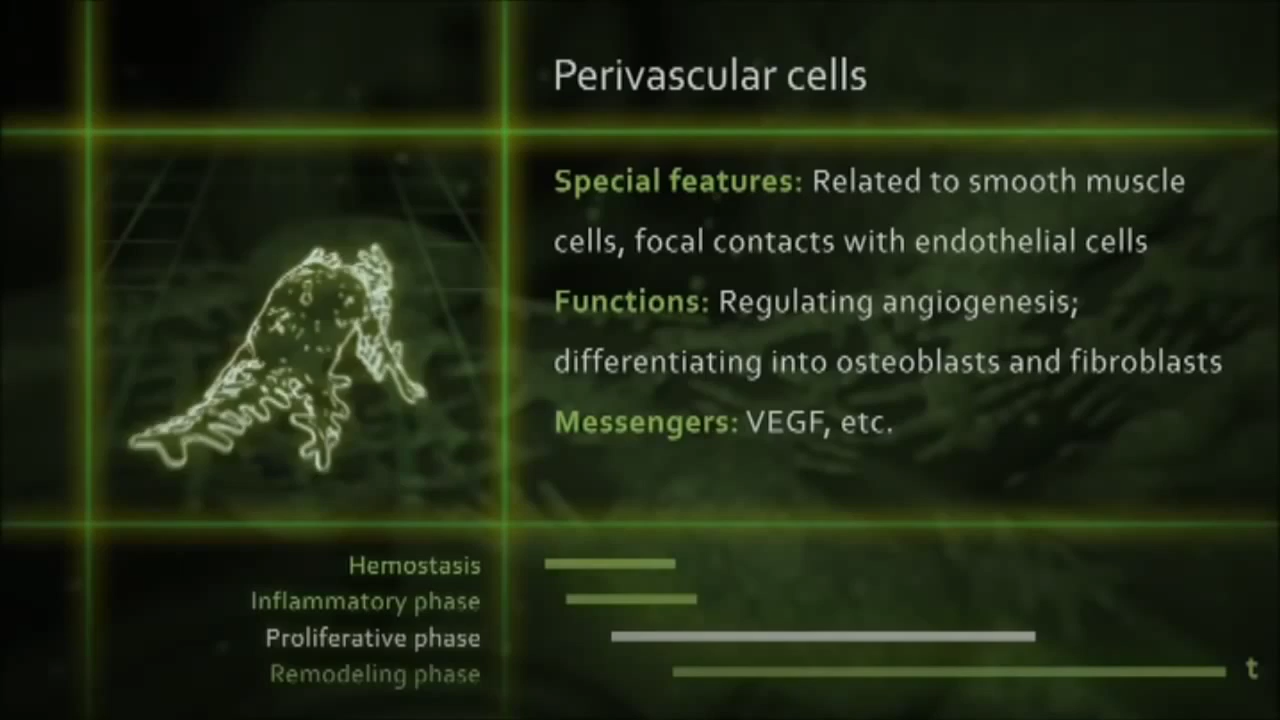 Perivascular cells
Special features: Related to smooth muscle
cells, focal contacts with endothelial cells
Functions: Regulating angiogenesis;
differentiating into osteoblasts and fibroblasts
Messengers: VEGF, etc.
Hemostasis
Inflammatory phase
Proliferative phase
Remodeling phase
t